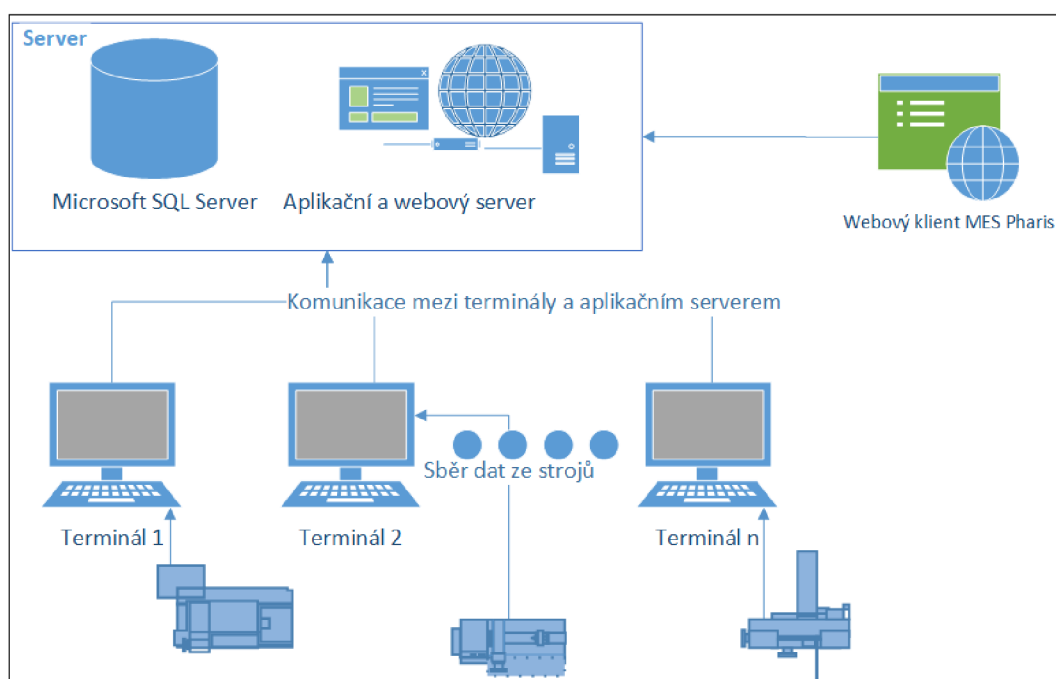 Server
Microsoft SQL Server
Aplikační a webový server
Webový klient MES Pharis
Komunikace mezi terminály a aplikačním serverem
Sběr dat ze strojů
Terminál 1
Terminál 2
Terminál n